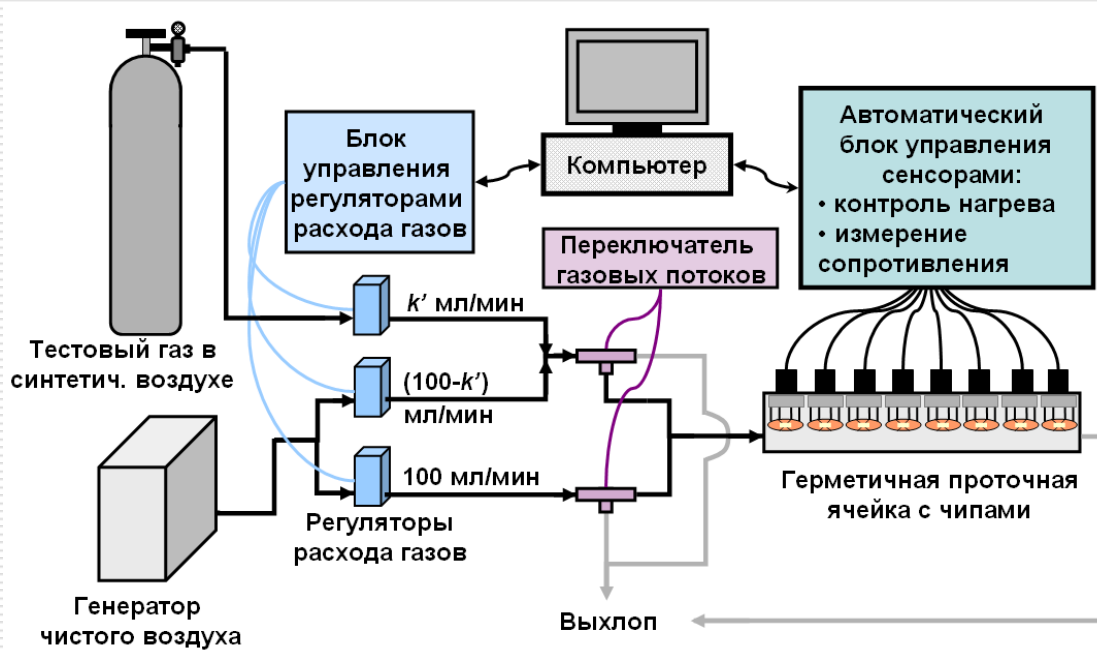 Блок
управления
регуляторами
расхода газов
Компьютер
Автоматический
блок управления
сенсорами:
• контроль нагрева
• измерение
сопротивления
Переключатель
газовых потоков
k’ мл/мин
Тестовый газ в
синтетич. воздухе
(100-k’)
мл/мин
100 мл/мин
Регуляторы
расхода газов
Герметичная проточная
ячейка с чипами
Генератор
чистого воздуха
Выхлоп